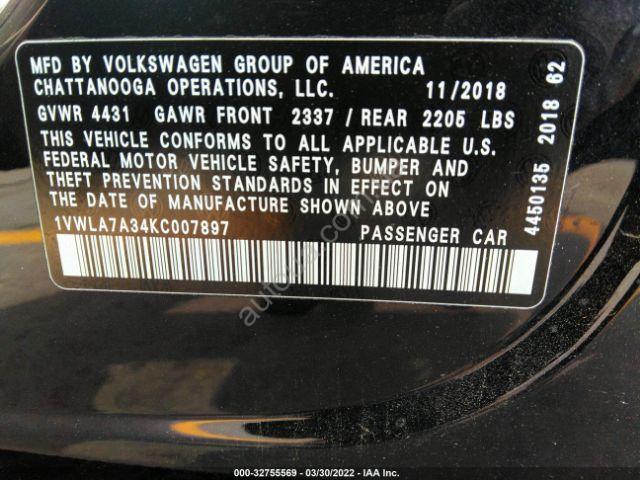 MFD BY VOLKSWAGEN GROUP OF AMERICA
CHATTANOOGA OPERATIONS, LLC. 11/2018
GVWR 4431 GAWR FRONT 2337 / REAR 2205 LBS
THIS VEHICLE CONFORMS TO ALL APPLICABLE U.S.
FEDERAL MOTOR VEHICLE SAFETY, BUMPER AND
THEFT PREVENTION STANDARDS IN EFFECT ON
THE DATE OF MANUFACTURE SHOWN ABOVE
1VWLA7A34KC007897 PASSENGER CAR
4450135 2018 62
000-32755569 - 03/30/2022 - IAA Inc.